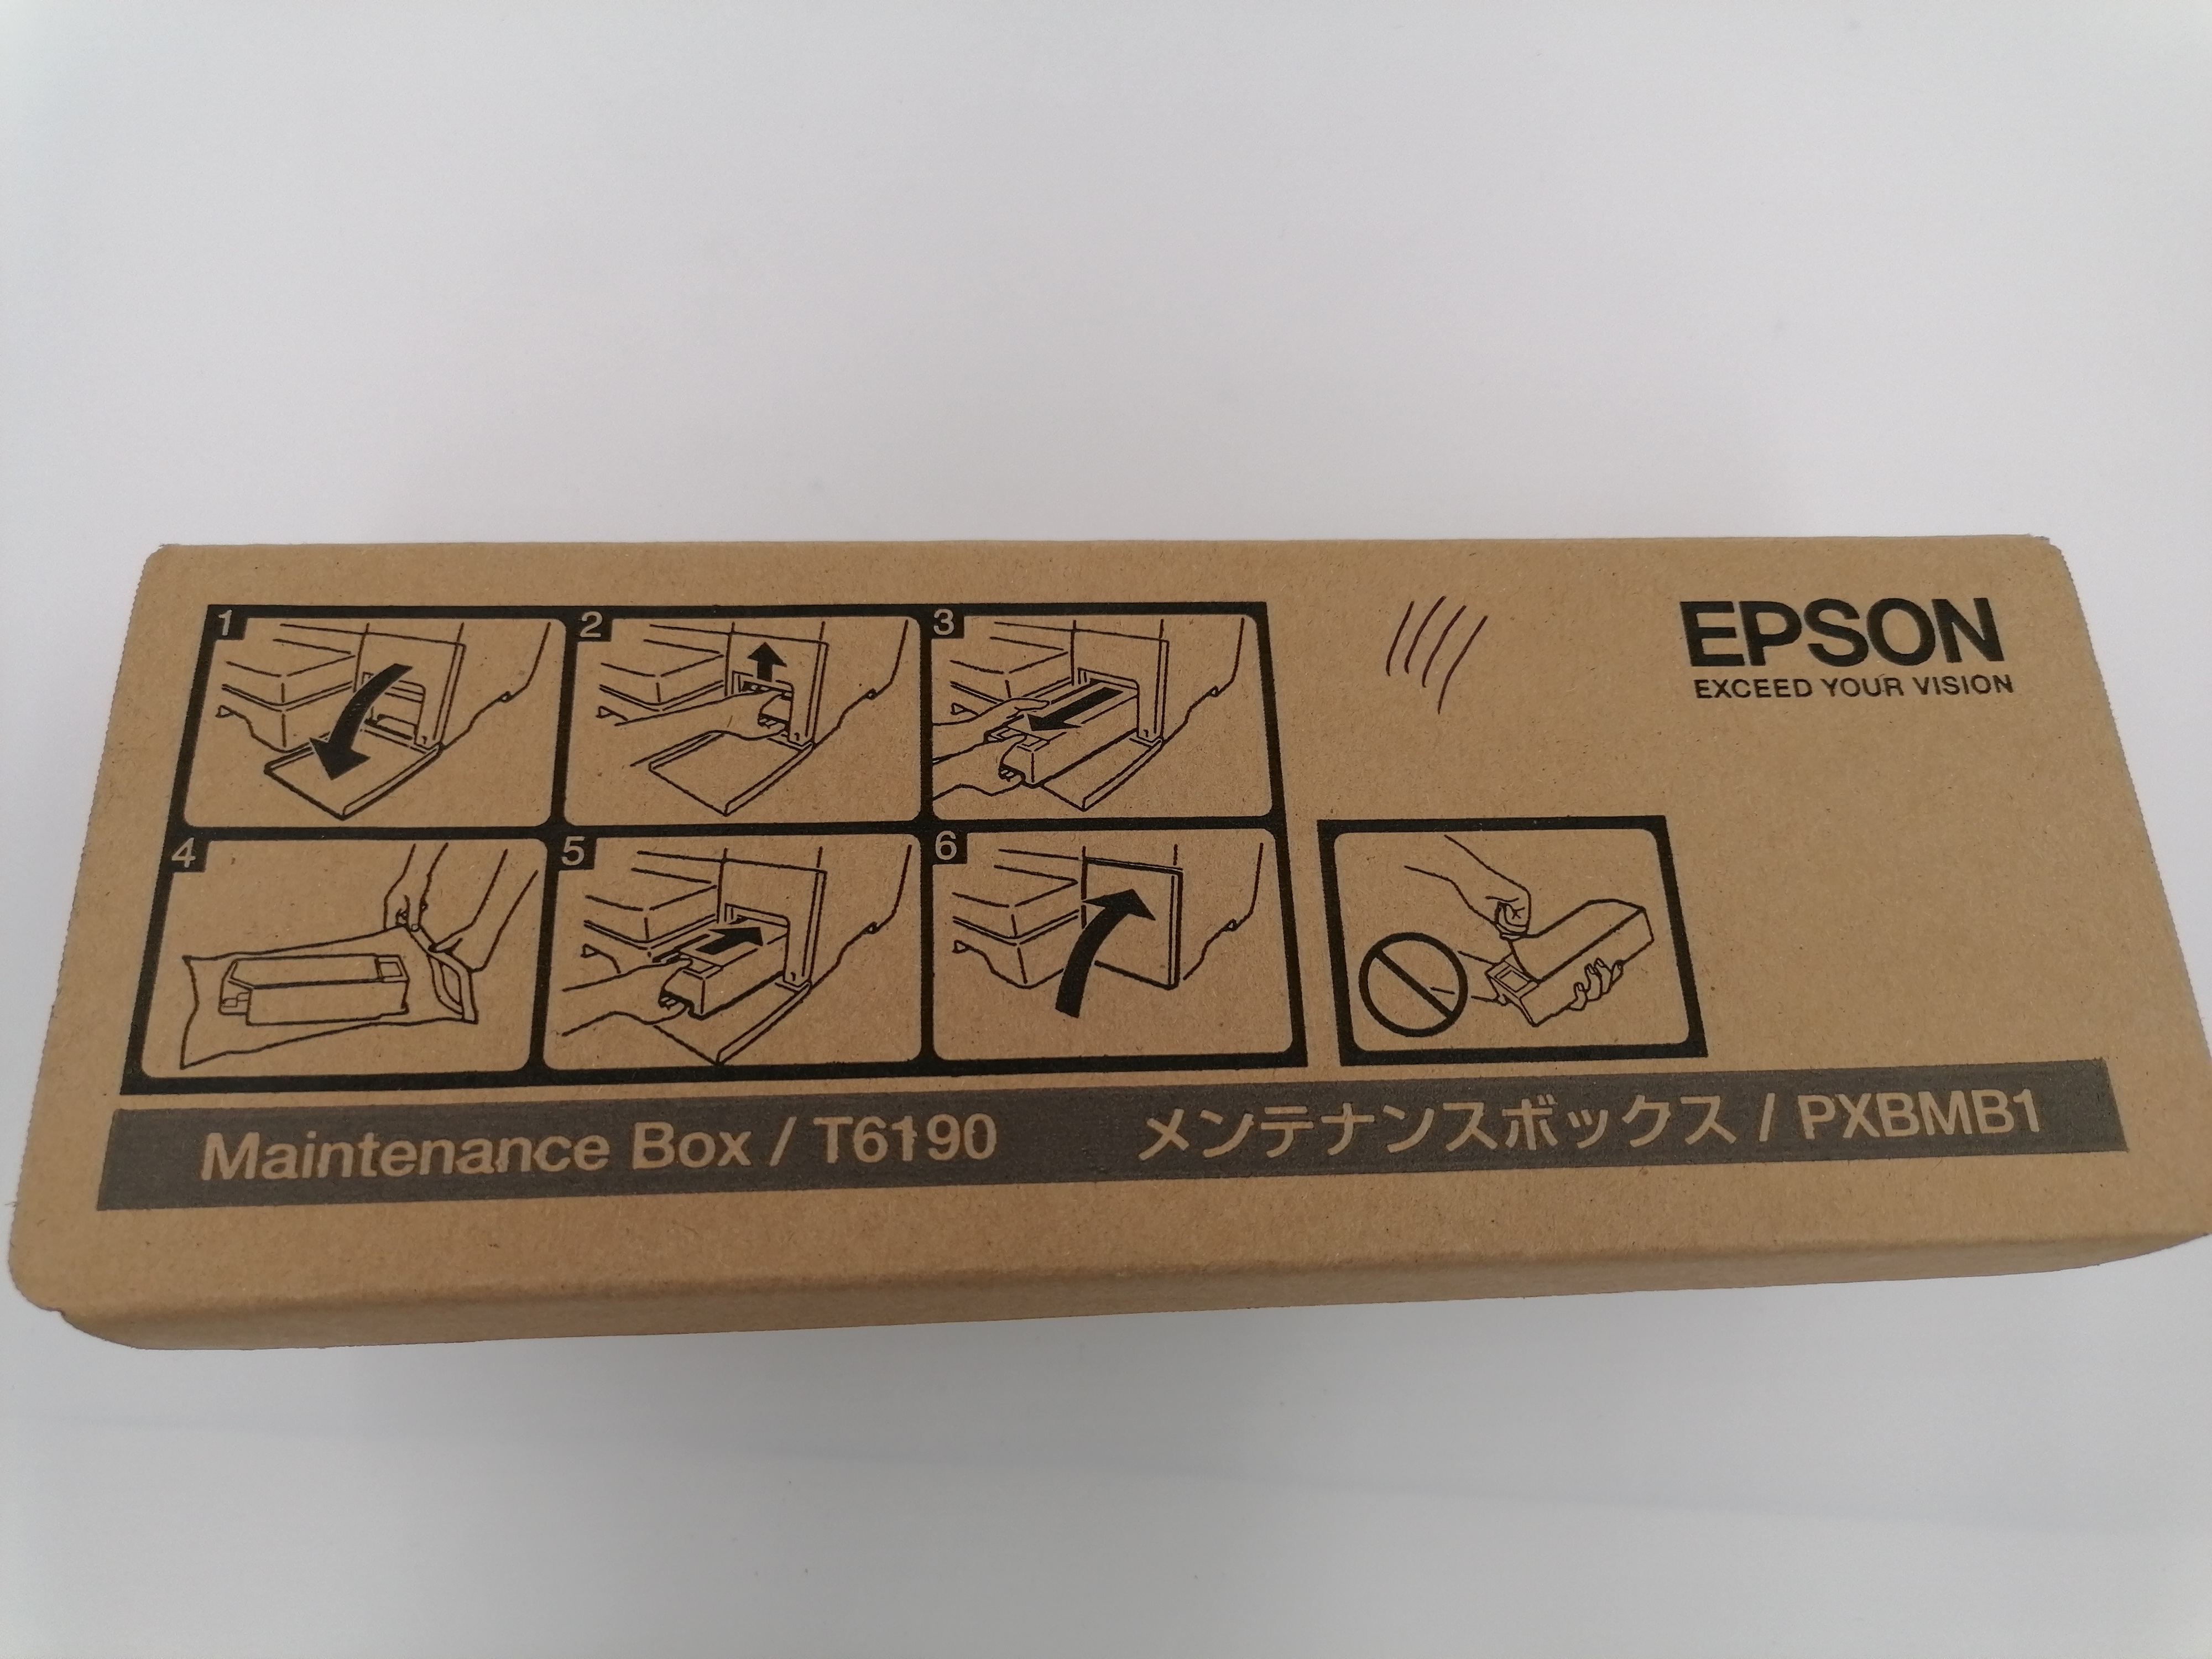 EPSON
EXCEED YOUR VISION
1
2
3
4
5
6
Maintenance Box / T6190
メンテナンスボックス / PXBMB1